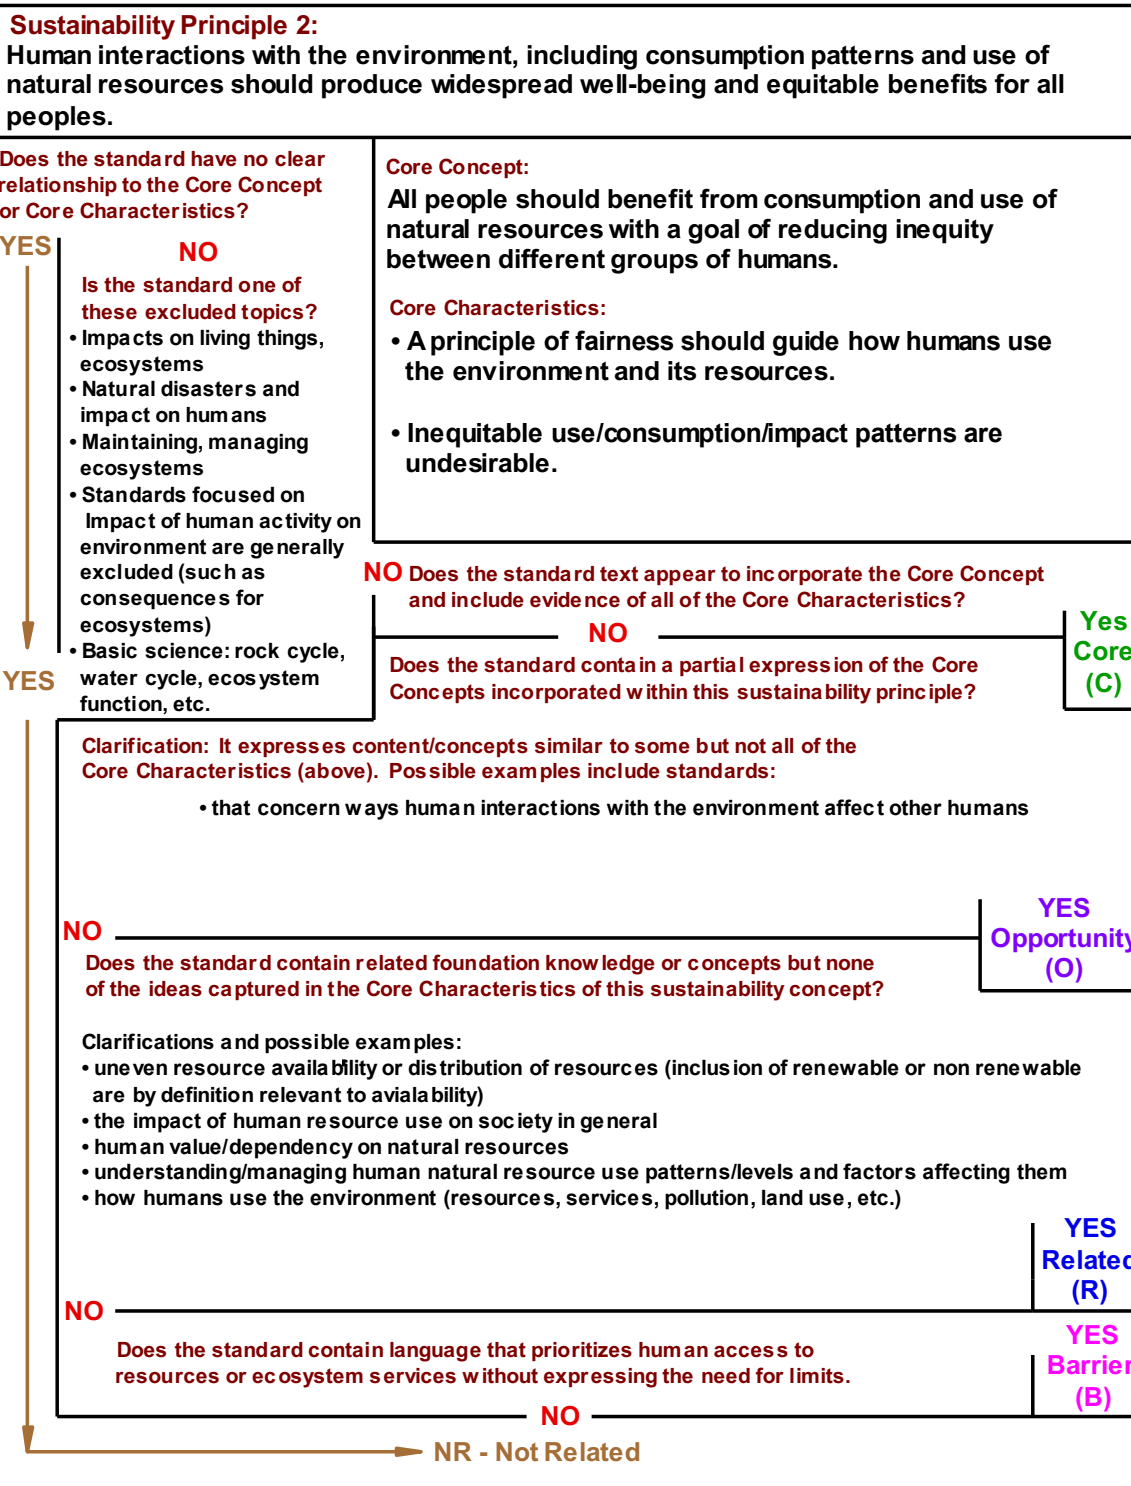 Sustainability Principle 2:
Human interactions with the environment, including consumption patterns and use of
natural resources should produce widespread well-being and equitable benefits for all
peoples.
Does the standard have no clear
relationship to the Core Concept
or Core Characteristics?
YES
NO
Is the standard one of
these excluded topics?
• Impacts on living things,
ecosystems
• Natural disasters and
impact on humans
• Maintaining, managing
ecosystems
• Standards focused on
Impact of human activity on
environment are generally
excluded (such as
consequences for
ecosystems)
• Basic science: rock cycle,
water cycle, ecosystem
function, etc.
YES
Core Concept:
All people should benefit from consumption and use of
natural resources with a goal of reducing inequity
between different groups of humans.
Core Characteristics:
• A principle of fairness should guide how humans use
the environment and its resources.
• Inequitable use/consumption/impact patterns are
undesirable.
NO Does the standard text appear to incorporate the Core Concept
and include evidence of all of the Core Characteristics?
Yes
Core
(C)
NO
Does the standard contain a partial expression of the Core
Concepts incorporated within this sustainability principle?
Clarification: It expresses content/concepts similar to some but not all of the
Core Characteristics (above). Possible examples include standards:
• that concern ways human interactions with the environment affect other humans
YES
Opportunity
(O)
NO
Does the standard contain related foundation knowledge or concepts but none
of the ideas captured in the Core Characteristics of this sustainability concept?
Clarifications and possible examples:
• uneven resource availability or distribution of resources (inclusion of renewable or non renewable
are by definition relevant to avialability)
• the impact of human resource use on society in general
• human value/dependency on natural resources
• understanding/managing human natural resource use patterns/levels and factors affecting them
• how humans use the environment (resources, services, pollution, land use, etc.)
YES
Related
(R)
NO
Does the standard contain language that prioritizes human access to
resources or ecosystem services without expressing the need for limits.
YES
Barrier
(B)
NO
NR - Not Related